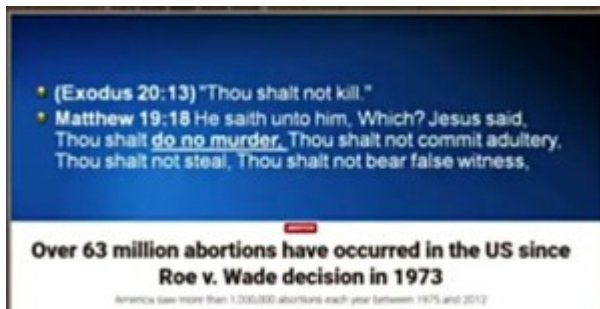 (Exodus 20:13) "Thou shalt not kill."
Matthew 19:18 He saith unto him, Which? Jesus said,
Thou shalt do no murder, Thou shalt not commit adultery,
Thou shalt not steal, Thou shalt not bear false witness,
Over 63 million abortions have occurred in the US since
Roe v. Wade decision in 1973
America saw more than 1,000,000 abortions each year between 1975 and 2012